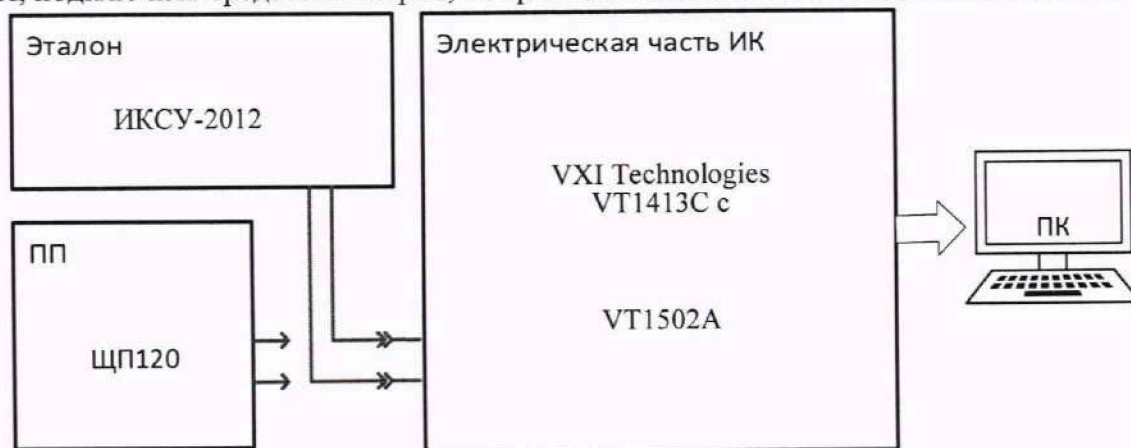 Эталон
ИКСУ-2012
Электрическая часть ИК
VXI Technologies
VT1413C с
VT1502A
ПП
ЩП120
ПК